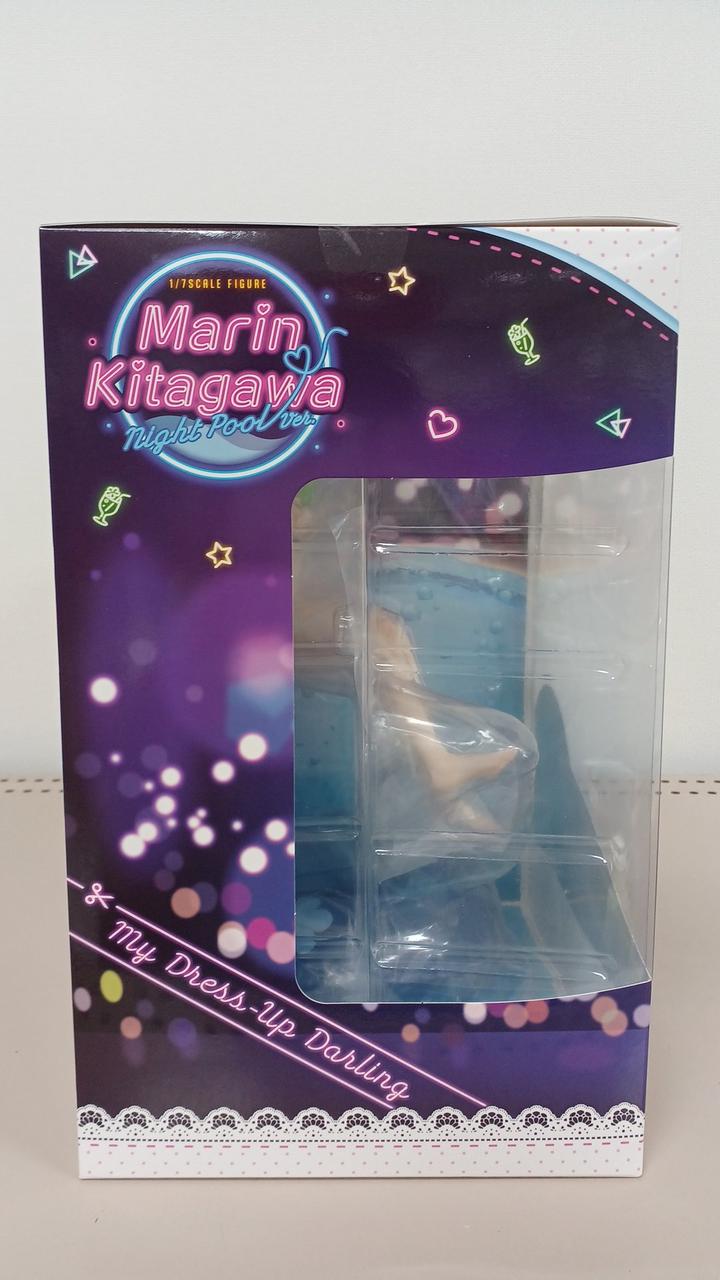 1/7SCALE FIGURE
Marin
Kitagawa
Night Pool ver.
My Dress-Up Darling